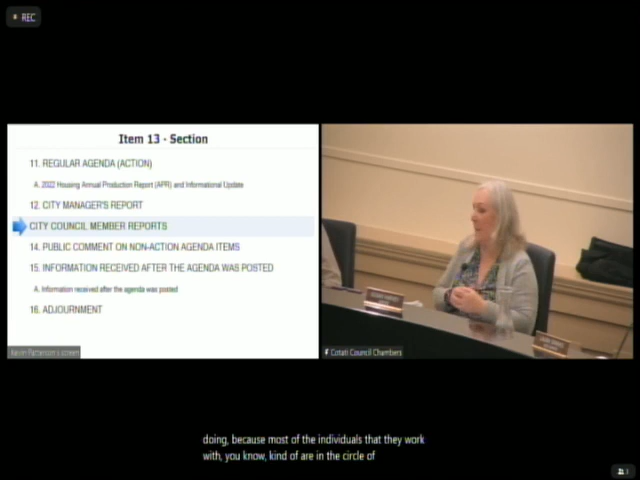 REC
Item 13 - Section
11. REGULAR AGENDA (ACTION)
A. 2022 Housing Annual Production Report (APR) and Informational Update
12. CITY MANAGER'S REPORT
CITY COUNCIL MEMBER REPORTS
14. PUBLIC COMMENT ON NON-ACTION AGENDA ITEMS
15. INFORMATION RECEIVED AFTER THE AGENDA WAS POSTED
A. Information received after the agenda was posted
16. ADJOURNMENT
Kevin Patterson's screen
Cotati Council Chambers
doing, because most of the individuals that they work
with, you know, kind of are in the circle of